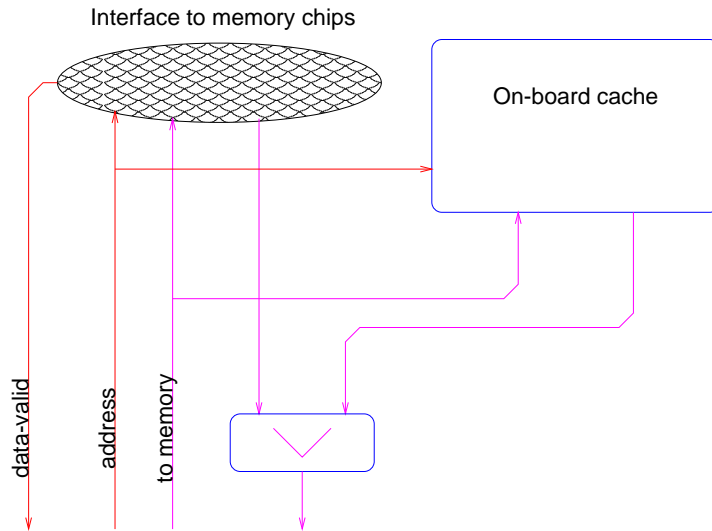 Interface to memory chips
On-board cache
data-valid
address
to memory